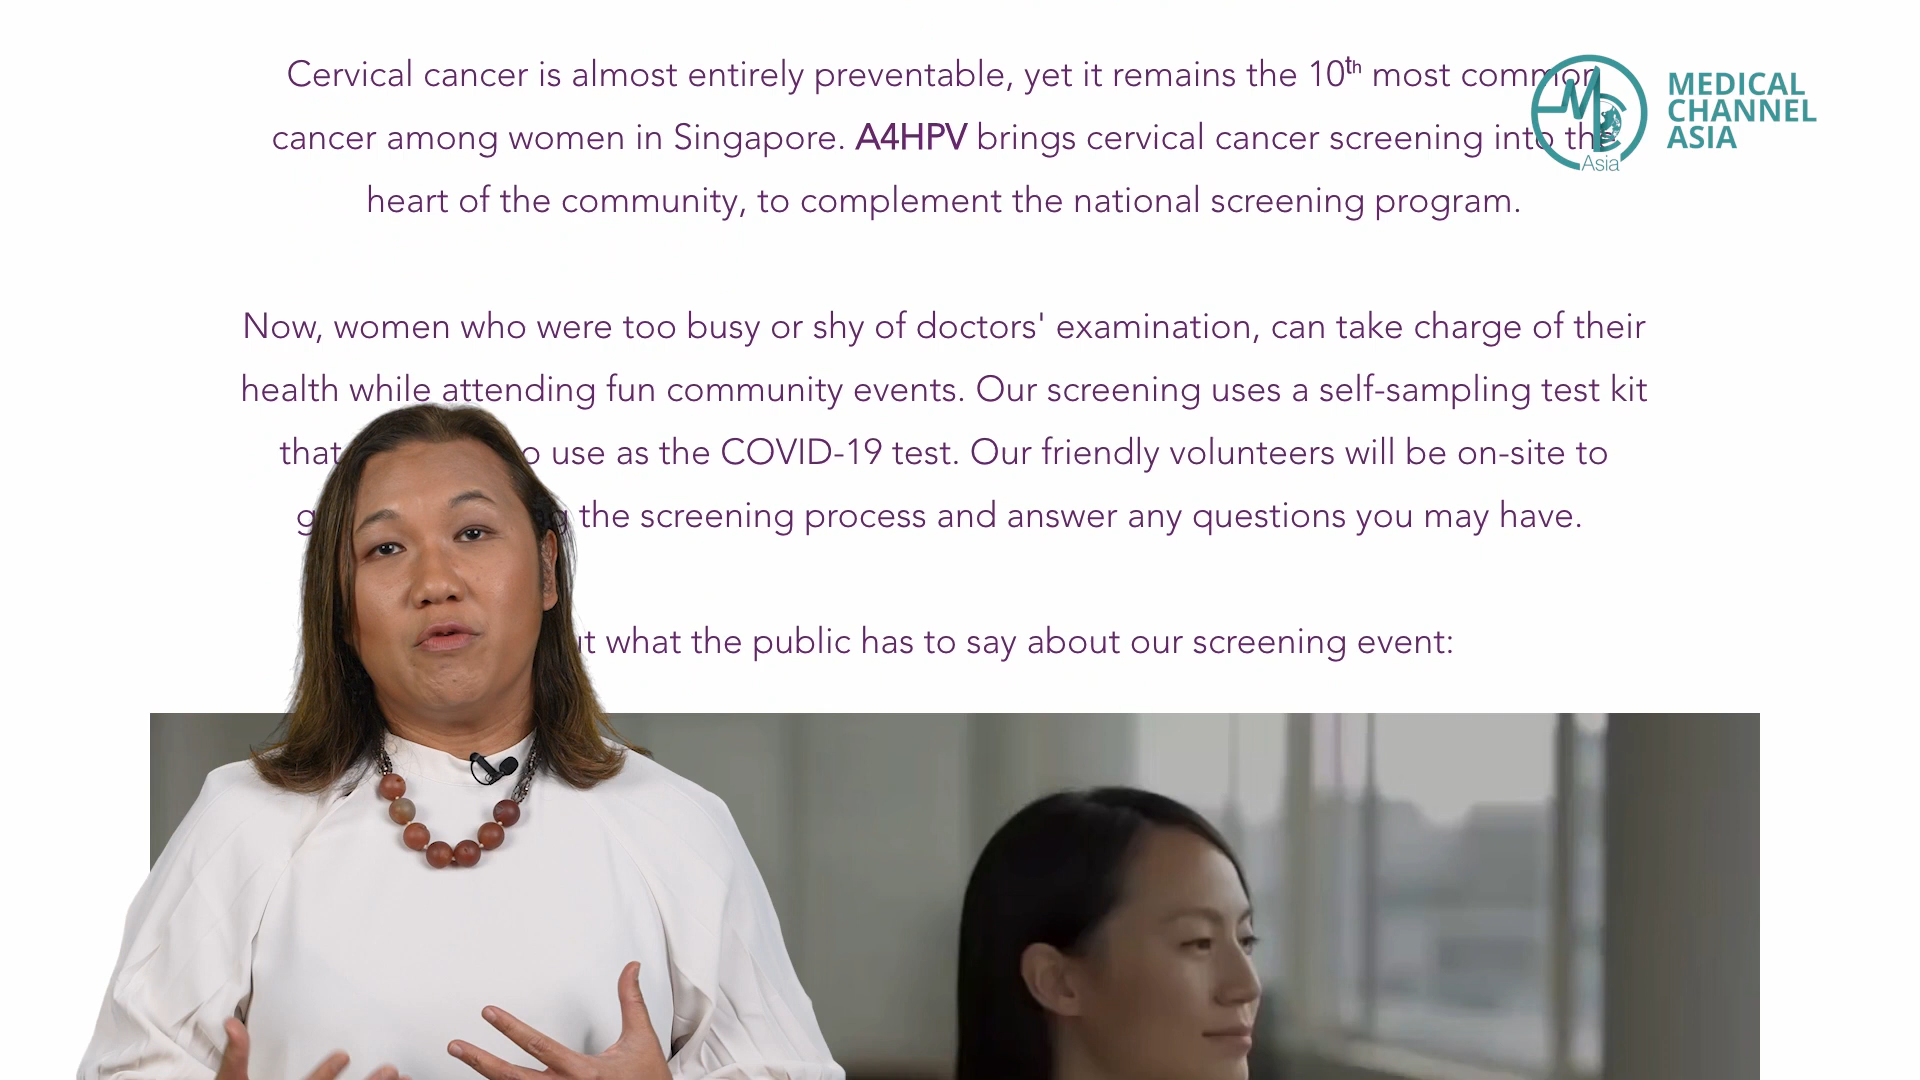 Cervical cancer is almost entirely preventable, yet it remains the 10th most common
cancer among women in Singapore. A4HPV brings cervical cancer screening into the
heart of the community, to complement the national screening program.
Now, women who were too busy or shy of doctors' examination, can take charge of their
health while attending fun community events. Our screening uses a self-sampling test kit
that use as the COVID-19 test. Our friendly volunteers will be on-site to
the screening process and answer any questions you may have.
what the public has to say about our screening event:
MEDICAL
CHANNEL
ASIA
Asia